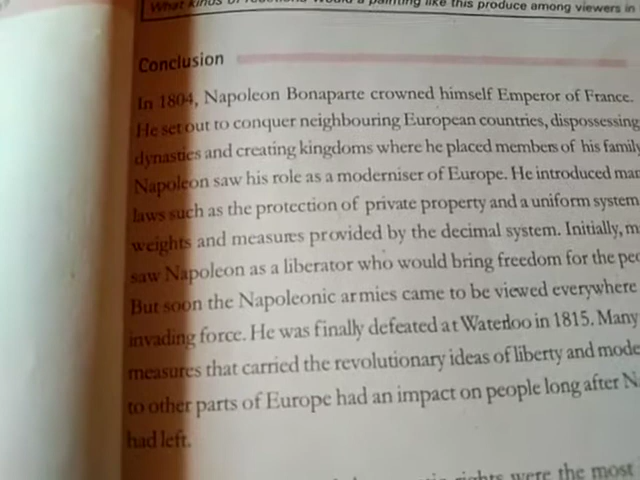 What kinds of reactions would a painting like this produce among viewers in
Conclusion
In 1804, Napoleon Bonaparte crowned himself Emperor of France.
He set out to conquer neighbouring European countries, dispossessing
dynasties and creating kingdoms where he placed members of his family
Napoleon saw his role as a moderniser of Europe. He introduced
laws such as the protection of private property and a uniform system
weights and measures provided by the decimal system. Initially,
saw Napoleon as a liberator who would bring freedom for the
But soon the Napoleonic armies came to be viewed everywhere
invading force. He was finally defeated at Waterloo in 1815. Many
measures that carried the revolutionary ideas of liberty and
to other parts of Europe had an impact on people long after
had left.
rights were the most